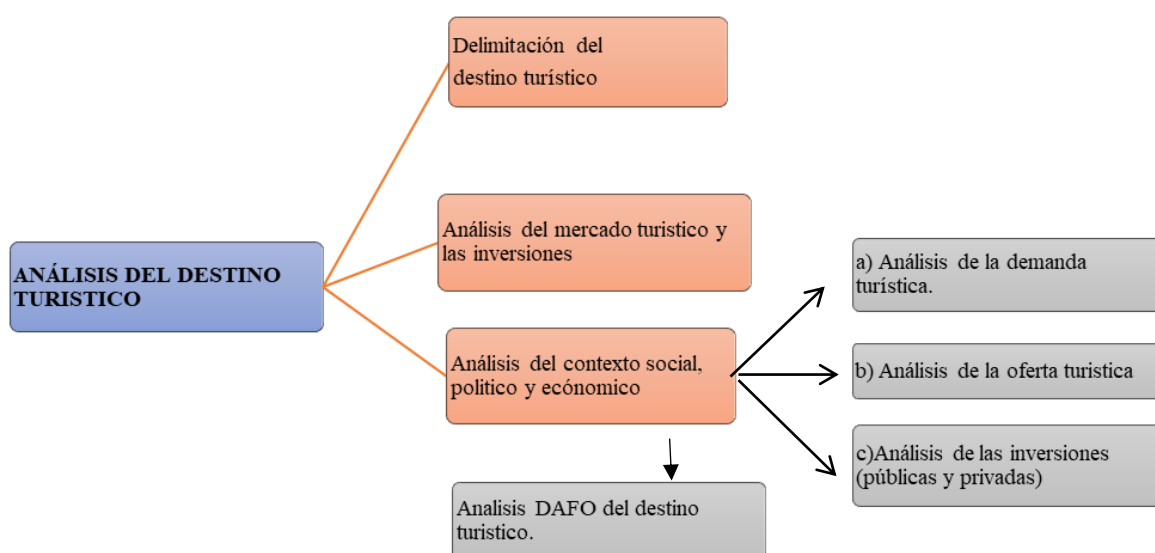 Delimitación del
destino turístico
Análisis del mercado turistico y
las inversiones
ANÁLISIS DEL DESTINO
TURISTICO
a) Análisis de la demanda
turística.
Análisis del contexto social,
político y ecónomico
b) Análisis de la oferta turistica
c)Análisis de las inversiones
(públicas y privadas)
Analisis DAFO del destino
turistico.